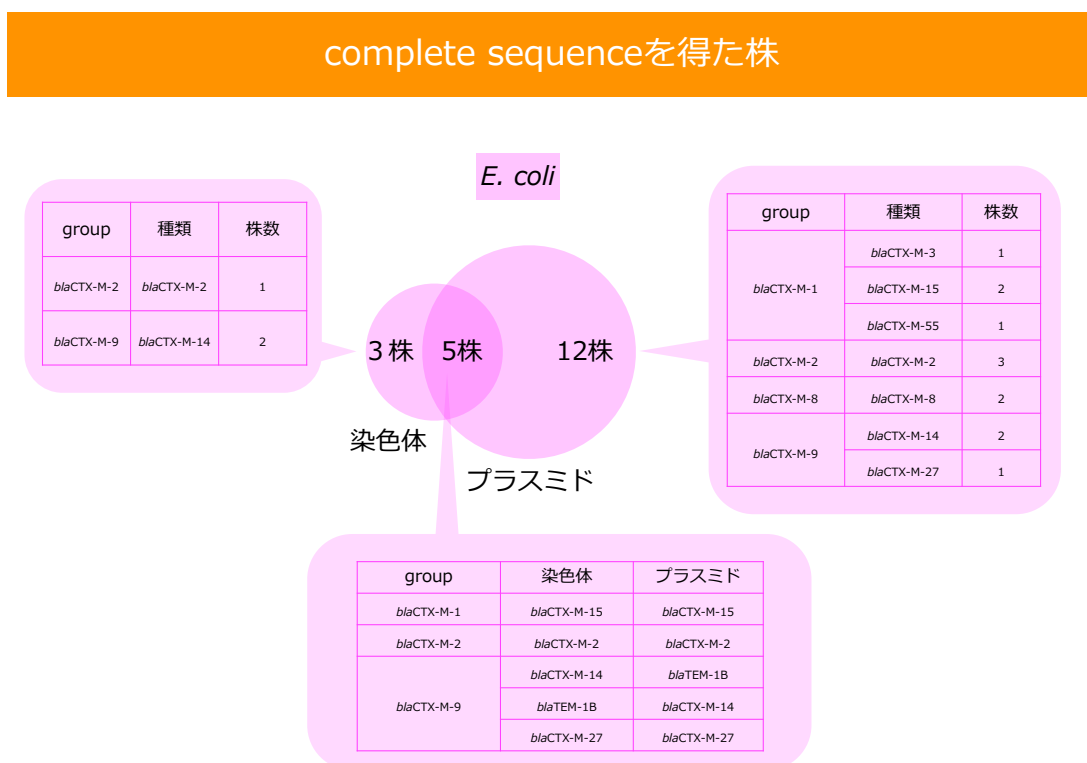 complete sequenceを得た株
E. coli
group 種類 株数
blaCTX-M-2 blaCTX-M-2 1
blaCTX-M-9 blaCTX-M-14 2
3株 5株 12株
染色体
プラスミド
group 種類 株数
blaCTX-M-1 blaCTX-M-3 1
blaCTX-M-15 2
blaCTX-M-55 1
blaCTX-M-2 blaCTX-M-2 3
blaCTX-M-8 blaCTX-M-8 2
blaCTX-M-9 blaCTX-M-14 2
blaCTX-M-27 1
group 染色体 プラスミド
blaCTX-M-1 blaCTX-M-15 blaCTX-M-15
blaCTX-M-2 blaCTX-M-2 blaCTX-M-2
blaCTX-M-9 blaCTX-M-14 blaTEM-1B
blaTEM-1B blaCTX-M-14
blaCTX-M-27 blaCTX-M-27